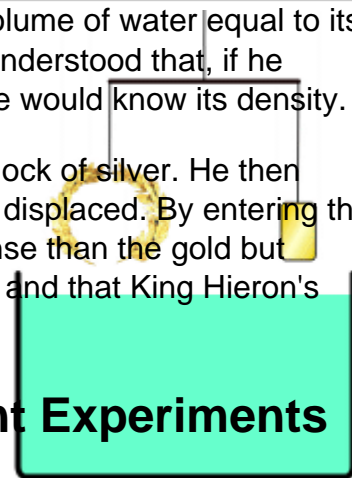 olume of water equal to its
nderstood that, if he
e would know its density.
ock of silver. He then
displaced. By entering th
nse than the gold but
and that King Hieron's
nt Experiments